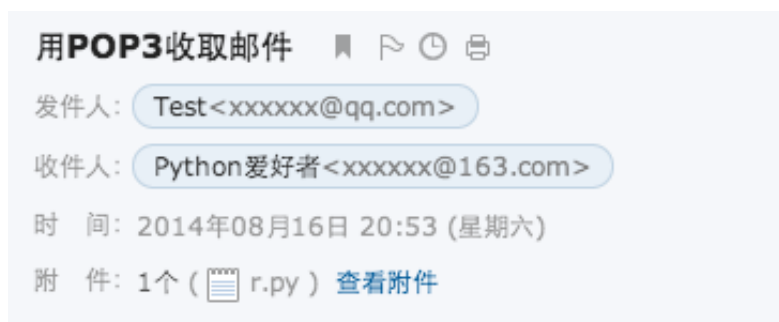 用POP3收取邮件
发件人: Test<xxxxxx@qq.com>
收件人: Python爱好者<xxxxxx@163.com>
时 间: 2014年08月16日 20:53 (星期六)
附 件: 1个 ( r.py ) 查看附件